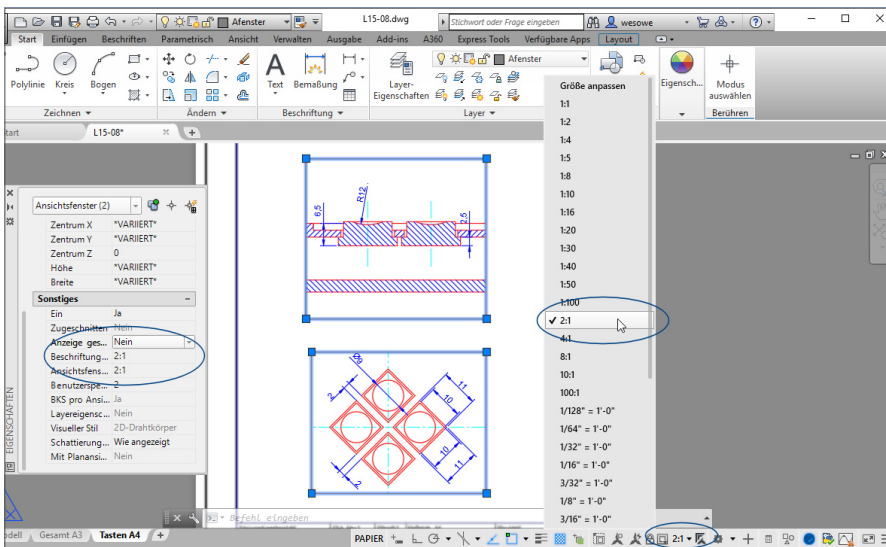 L15-08.dwg
Afenster
Stichwort oder Frage eingeben
wesowe
Start Einfügen Beschriften Parametrisch Ansicht Verwalten Ausgabe Add-ins A360 Express Tools Verfügbare Apps Layout
Afenster
Polylinie Kreis Bogen
Text Bemaßung
Layer-
Eigenschaften
Eigensch...
Modus
auswählen
Zeichnen Ändern Beschriftung Layer Berühren
L15-08*
Größe anpassen
1:1
1:2
1:4
1:5
1:8
1:10
1:16
1:20
1:30
1:40
1:50
1:100
2:1
4:1
8:1
10:1
100:1
1/128" = 1'-0"
1/64" = 1'-0"
1/32" = 1'-0"
1/16" = 1'-0"
3/32" = 1'-0"
1/8" = 1'-0"
3/16" = 1'-0"
Ansichtsfenster (2)
Zentrum X *VARIIERT*
Zentrum Y *VARIIERT*
Zentrum Z 0
Höhe *VARIIERT*
Breite *VARIIERT*
Sonstiges
Ein Ja
Zugeschnitten Nein
Anzeige ges... Nein
Beschriftung... 2:1
Ansichtsfens... 2:1
Benutzerspe... 2
BKS pro Ansi... Ja
Layereigensc... Nein
Visueller Stil 2D-Drahtkörper
Schattierung... Wie angezeigt
Mit Planansi... Nein
EIGENSCHAFTEN
6,5
R12
2,5
Ø9
2
11
10
10
11
2
Befehl eingeben
Gesamt A3 Tasten A4
PAPIER
2:1